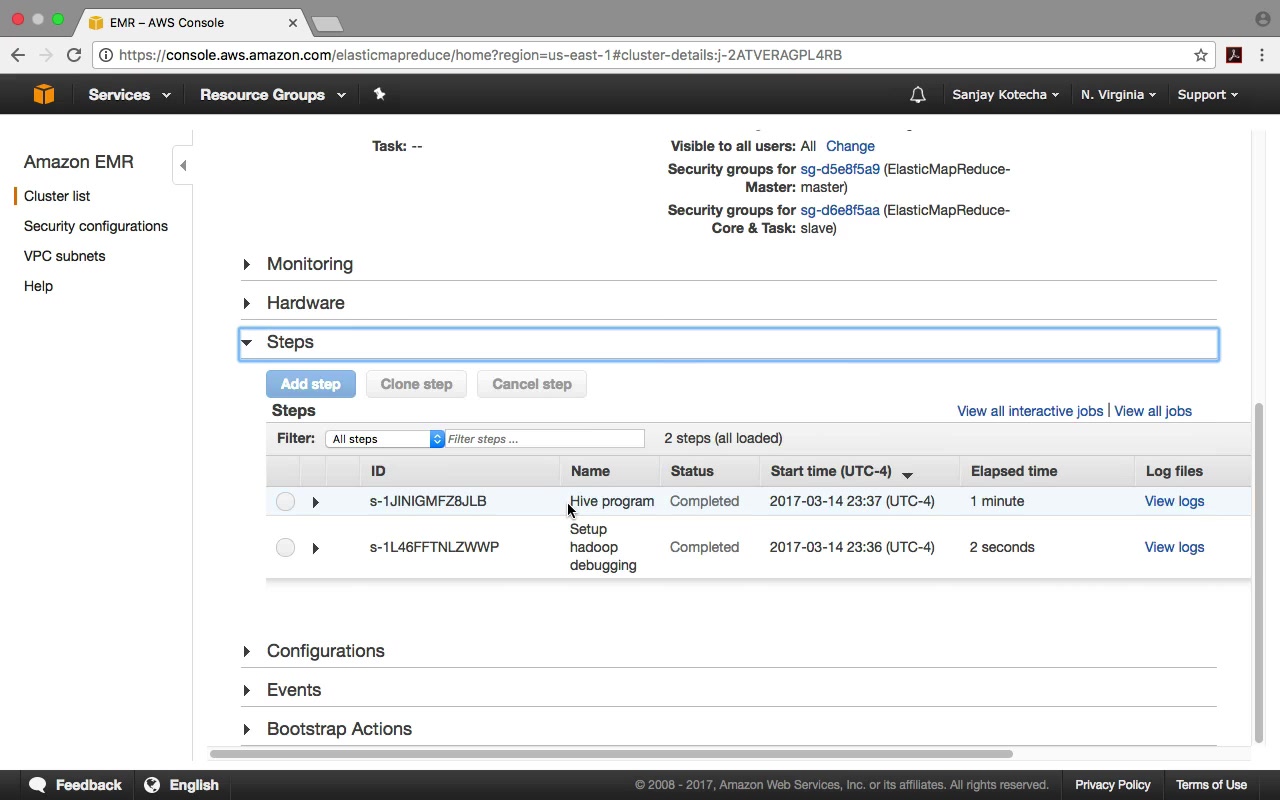 EMR – AWS Console
https://console.aws.amazon.com/elasticmapreduce/home?region=us-east-1#cluster-details:j-2ATVERAGPL4RB
Services Resource Groups Sanjay Kotecha N. Virginia Support
Amazon EMR
Cluster list
Security configurations
VPC subnets
Help
Task: --
Visible to all users: All Change
Security groups for sg-d5e8f5a9 (ElasticMapReduce-
Master: master)
Security groups for sg-d6e8f5aa (ElasticMapReduce-
Core & Task: slave)
Monitoring
Hardware
Steps
Add step Clone step Cancel step
Steps
View all interactive jobs | View all jobs
Filter: All steps Filter steps ... 2 steps (all loaded)
ID Name Status Start time (UTC-4) Elapsed time Log files
s-1JINIGMFZ8JLB Hive program Completed 2017-03-14 23:37 (UTC-4) 1 minute View logs
Setup
s-1L46FFTNLZWWP hadoop Completed 2017-03-14 23:36 (UTC-4) 2 seconds View logs
debugging
Configurations
Events
Bootstrap Actions
Feedback English © 2008 - 2017, Amazon Web Services, Inc. or its affiliates. All rights reserved. Privacy Policy Terms of Use